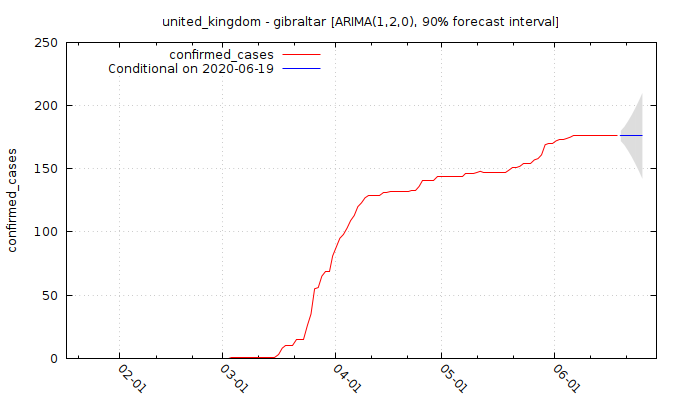 united_kingdom - gibraltar [ARIMA(1,2,0), 90% forecast interval]
confirmed_cases
Conditional on 2020-06-19
250
200
150
100
50
0
confirmed_cases
02-01
03-01
04-01
05-01
06-01